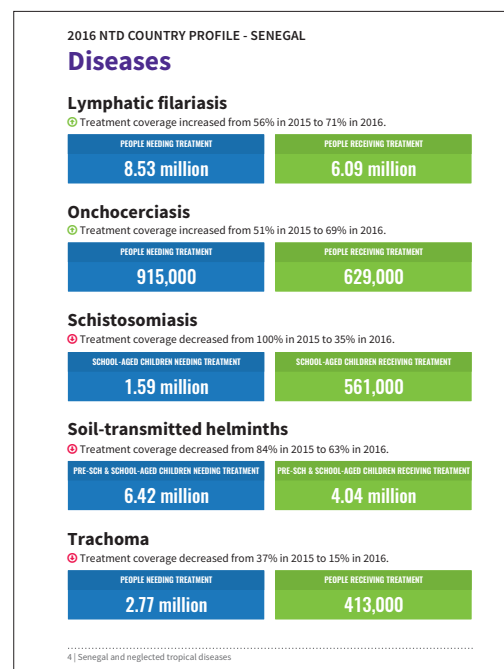 2016 NTD COUNTRY PROFILE - SENEGAL
Diseases
Lymphatic filariasis
Treatment coverage increased from 56% in 2015 to 71% in 2016.
PEOPLE NEEDING TREATMENT
8.53 million
PEOPLE RECEIVING TREATMENT
6.09 million
Onchocerciasis
Treatment coverage increased from 51% in 2015 to 69% in 2016.
PEOPLE NEEDING TREATMENT
915,000
PEOPLE RECEIVING TREATMENT
629,000
Schistosomiasis
Treatment coverage decreased from 100% in 2015 to 35% in 2016.
SCHOOL-AGED CHILDREN NEEDING TREATMENT
1.59 million
SCHOOL-AGED CHILDREN RECEIVING TREATMENT
561,000
Soil-transmitted helminths
Treatment coverage decreased from 84% in 2015 to 63% in 2016.
PRE-SCH & SCHOOL-AGED CHILDREN NEEDING TREATMENT
6.42 million
PRE-SCH & SCHOOL-AGED CHILDREN RECEIVING TREATMENT
4.04 million
Trachoma
Treatment coverage decreased from 37% in 2015 to 15% in 2016.
PEOPLE NEEDING TREATMENT
2.77 million
PEOPLE RECEIVING TREATMENT
413,000
4 | Senegal and neglected tropical diseases